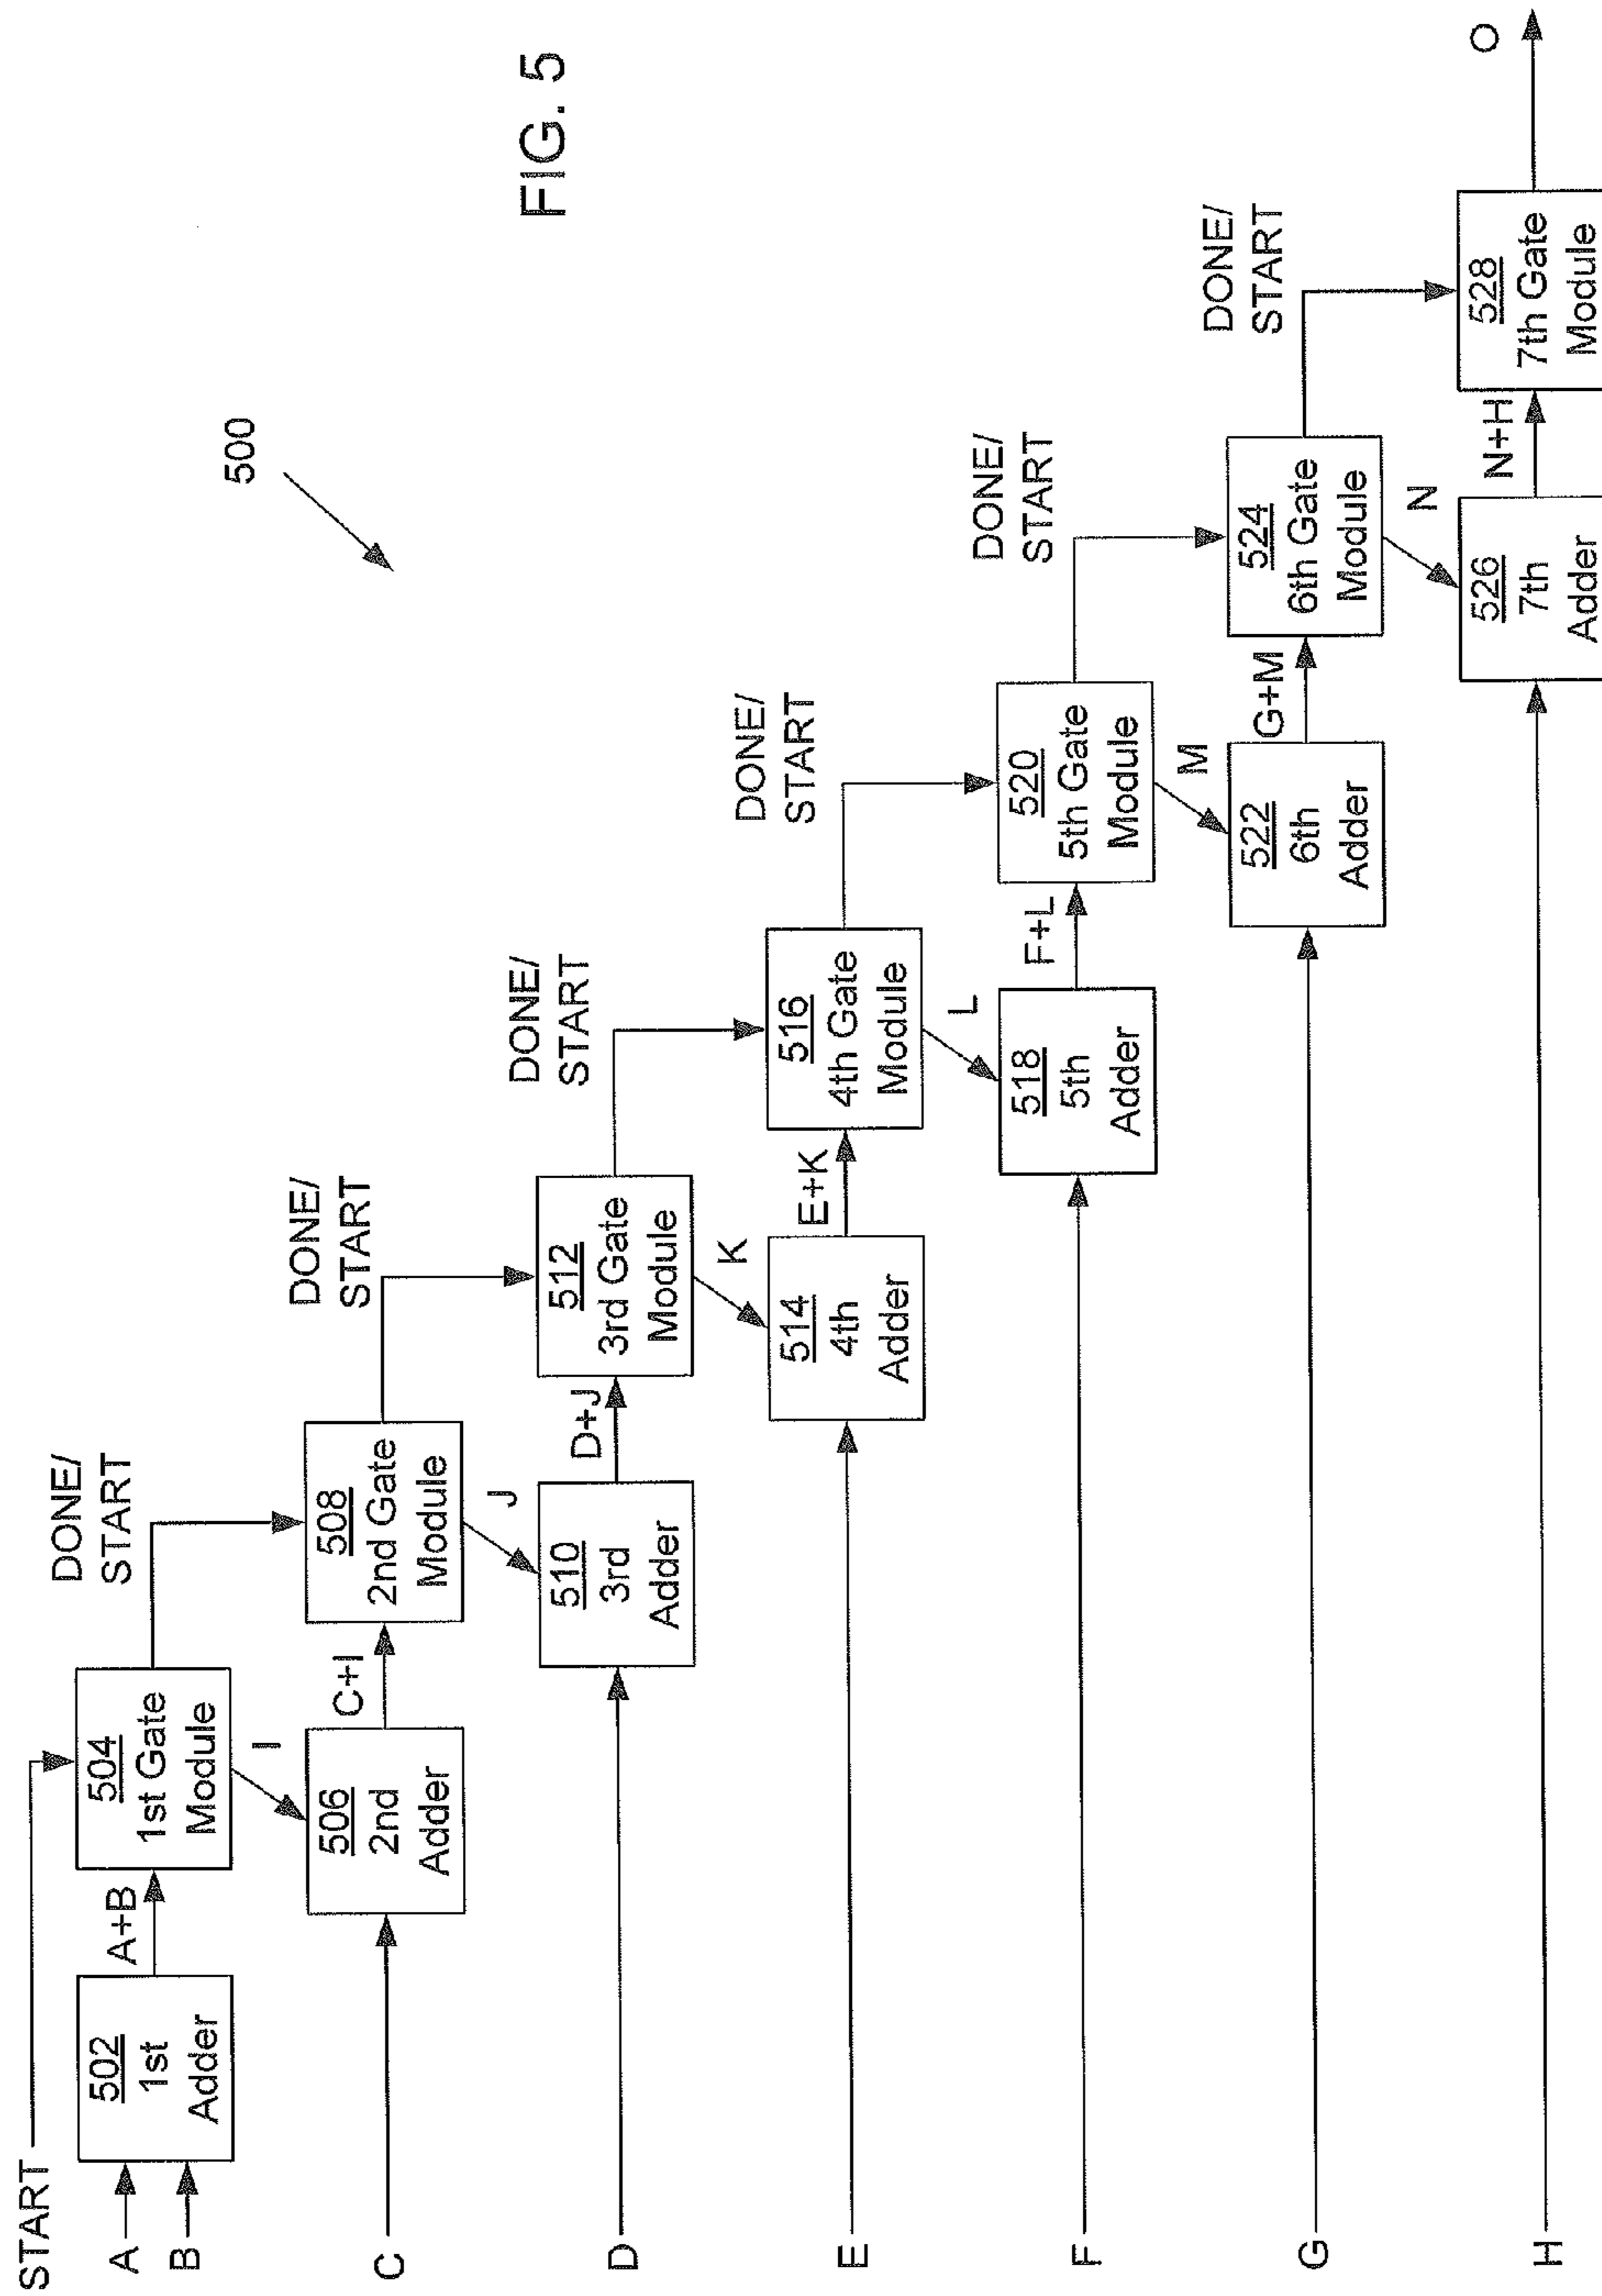 FIG. 5
500
START
A
B
502
1st
Adder
A+B
504
1st Gate
Module
DONE/
START
I
C
506
2nd
Adder
C+I
508
2nd Gate
Module
DONE/
START
J
D
510
3rd
Adder
D+J
512
3rd Gate
Module
DONE/
START
K
E
514
4th
Adder
E+K
516
4th Gate
Module
DONE/
START
L
F
518
5th
Adder
F+L
520
5th Gate
Module
DONE/
START
M
G
522
6th
Adder
G+M
524
6th Gate
Module
DONE/
START
N
H
526
7th
Adder
N+H
528
7th Gate
Module
O